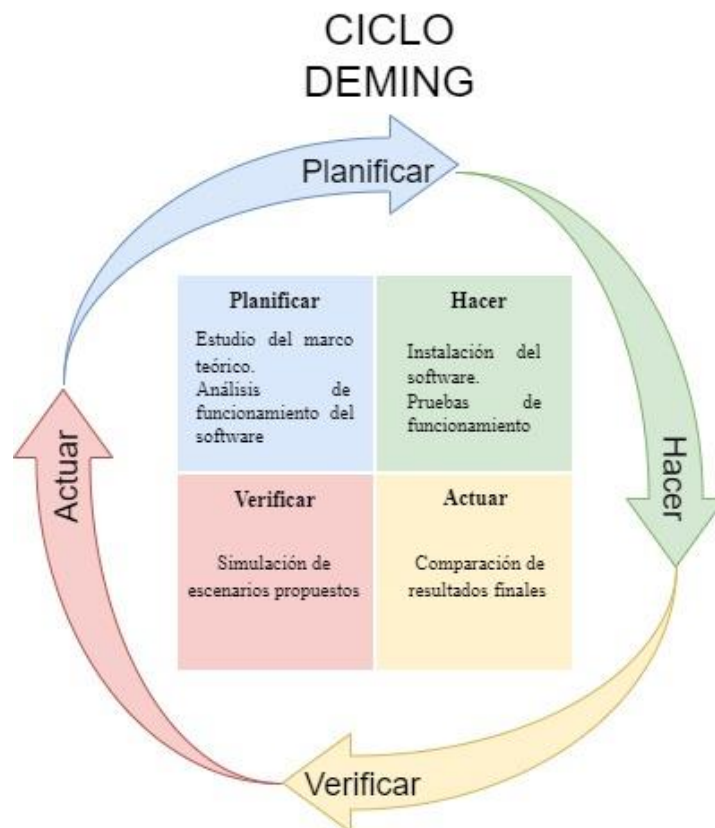 CICLO
DEMING
Planificar
Hacer
Verificar
Actuar
Planificar
Estudio del marco
teórico.
Análisis de
funcionamiento del
software
Hacer
Instalación del
software.
Pruebas de
funcionamiento
Verificar
Simulación de
escenarios propuestos
Actuar
Comparación de
resultados finales